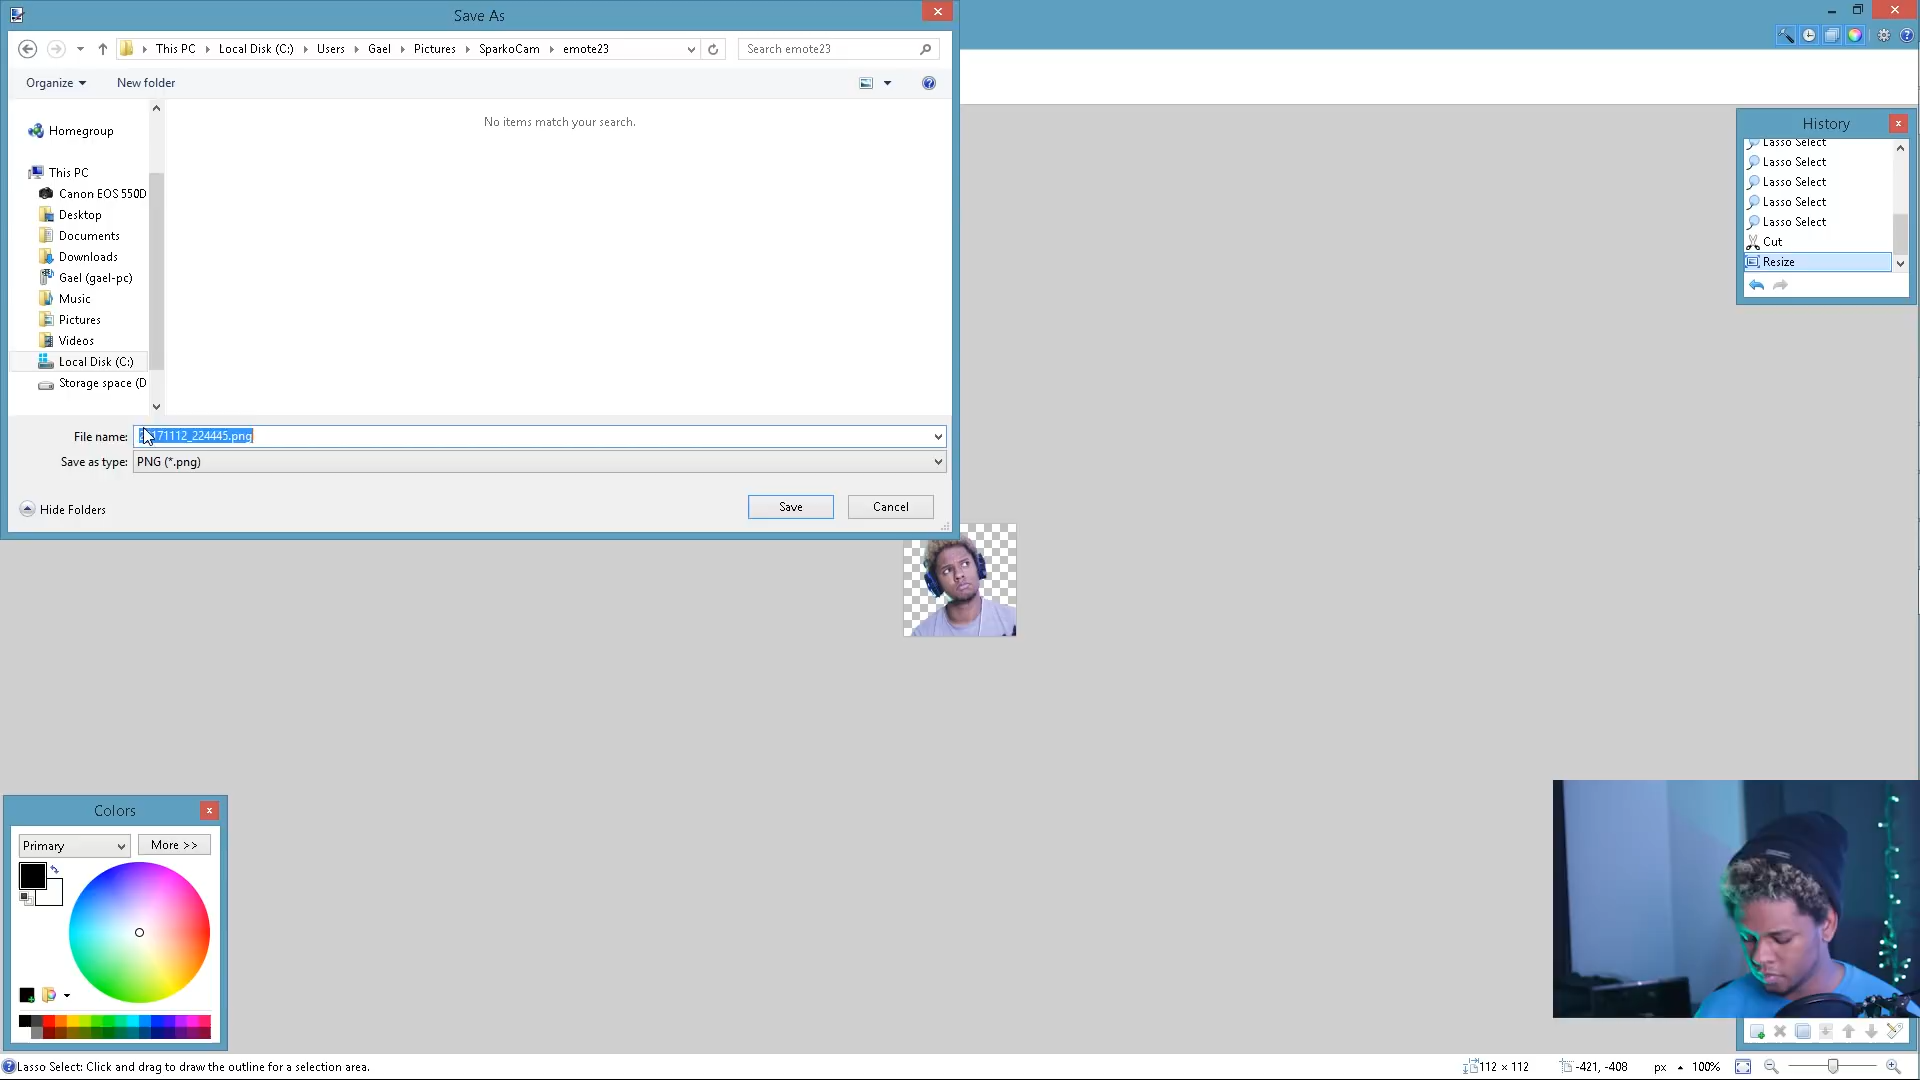 Save As
This PC Local Disk (C:) Users Gael Pictures SparkoCam emote23
Search emote23
Organize New folder
No items match your search.
Homegroup
This PC
Canon EOS 550D
Desktop
Documents
Downloads
Gael (gael-pc)
Music
Pictures
Videos
Local Disk (C:)
Storage space (D
File name: 171112_224445.png
Save as type: PNG (*.png)
Hide Folders
Save Cancel
History
Lasso Select
Lasso Select
Lasso Select
Lasso Select
Lasso Select
Cut
Resize
Colors
Primary More >>
Lasso Select: Click and drag to draw the outline for a selection area.
112 × 112 -421, -408 px 100%